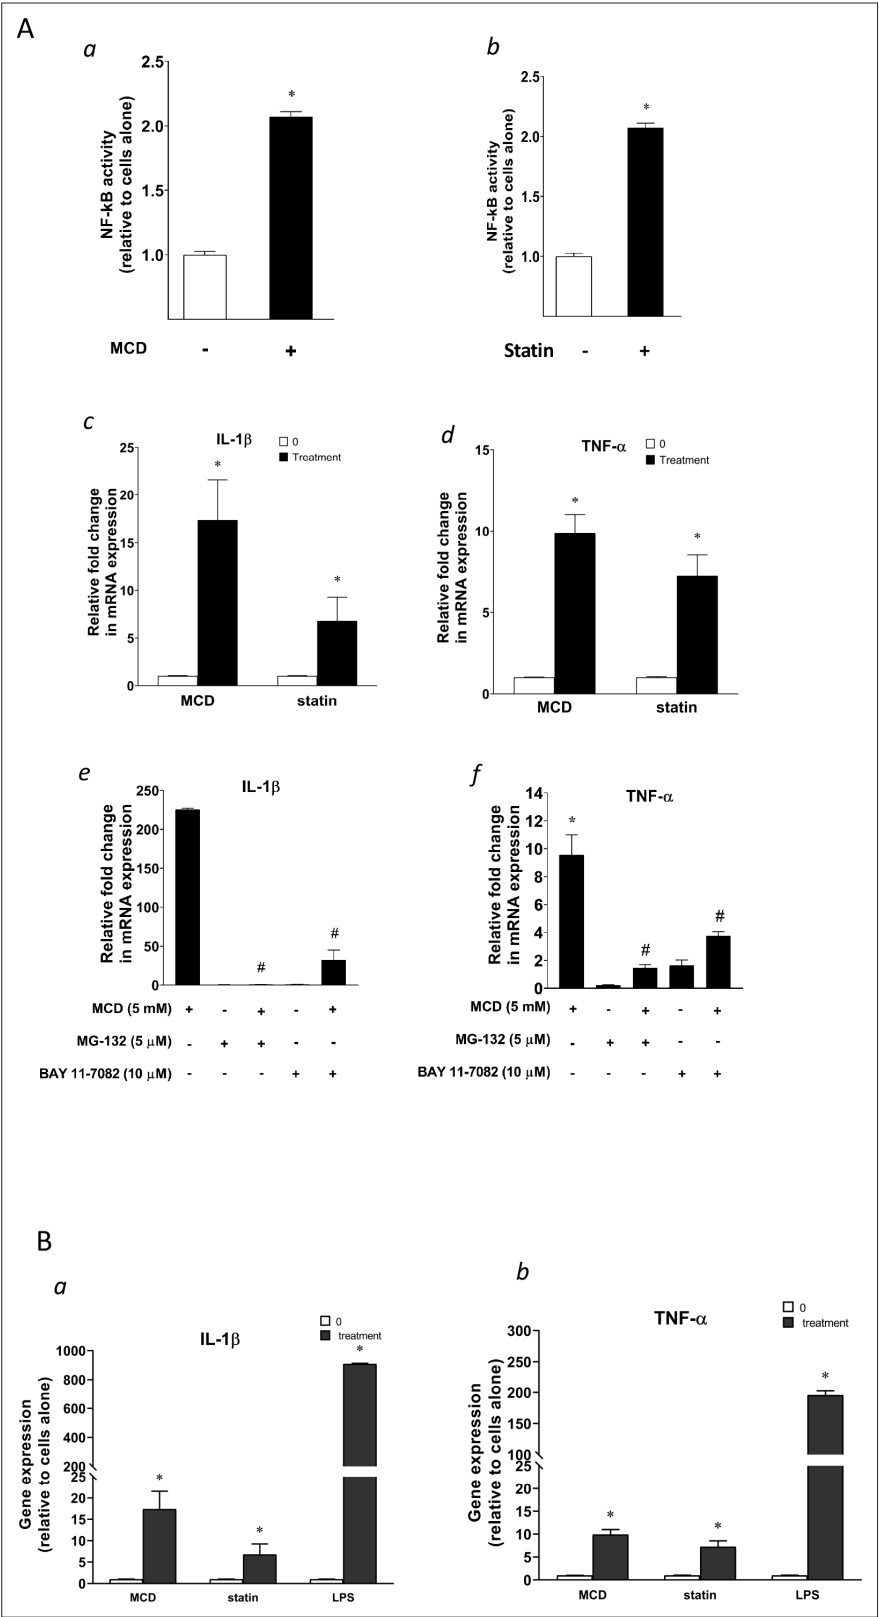 A
a
2.5
2.0
1.5
1.0
NF-kB activity
(relative to cells alone)
*
MCD - +
b
2.5
2.0
1.5
1.0
NF-kB activity
(relative to cells alone)
*
Statin - +
c
IL-1β
0
Treatment
25
20
15
10
5
0
Relative fold change
in mRNA expression
*
*
MCD statin
d
TNF-α
0
Treatment
15
10
5
0
Relative fold change
in mRNA expression
*
*
MCD statin
e
IL-1β
250
200
150
100
50
0
Relative fold change
in mRNA expression
#
#
MCD (5 mM) + - + - +
MG-132 (5 μM) - + + - -
BAY 11-7082 (10 μM) - - - + +
f
TNF-α
14
12
10
8
6
4
2
0
Relative fold change
in mRNA expression
*
#
#
MCD (5 mM) + - + - +
MG-132 (5 μM) - + + - -
BAY 11-7082 (10 μM) - - - + +
B
a
IL-1β
0
treatment
1000
800
600
400
200
25
20
15
10
5
0
Gene expression
(relative to cells alone)
*
*
*
MCD statin LPS
b
TNF-α
0
treatment
300
250
200
150
100
25
20
15
10
5
0
Gene expression
(relative to cells alone)
*
*
*
MCD statin LPS